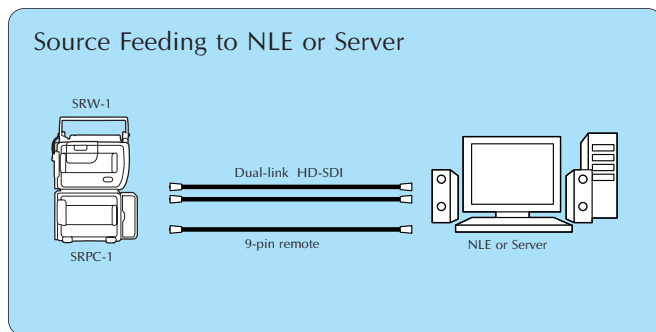 Source Feeding to NLE or Server
SRW-1
Dual-link HD-SDI
9-pin remote
SRPC-1
NLE or Server